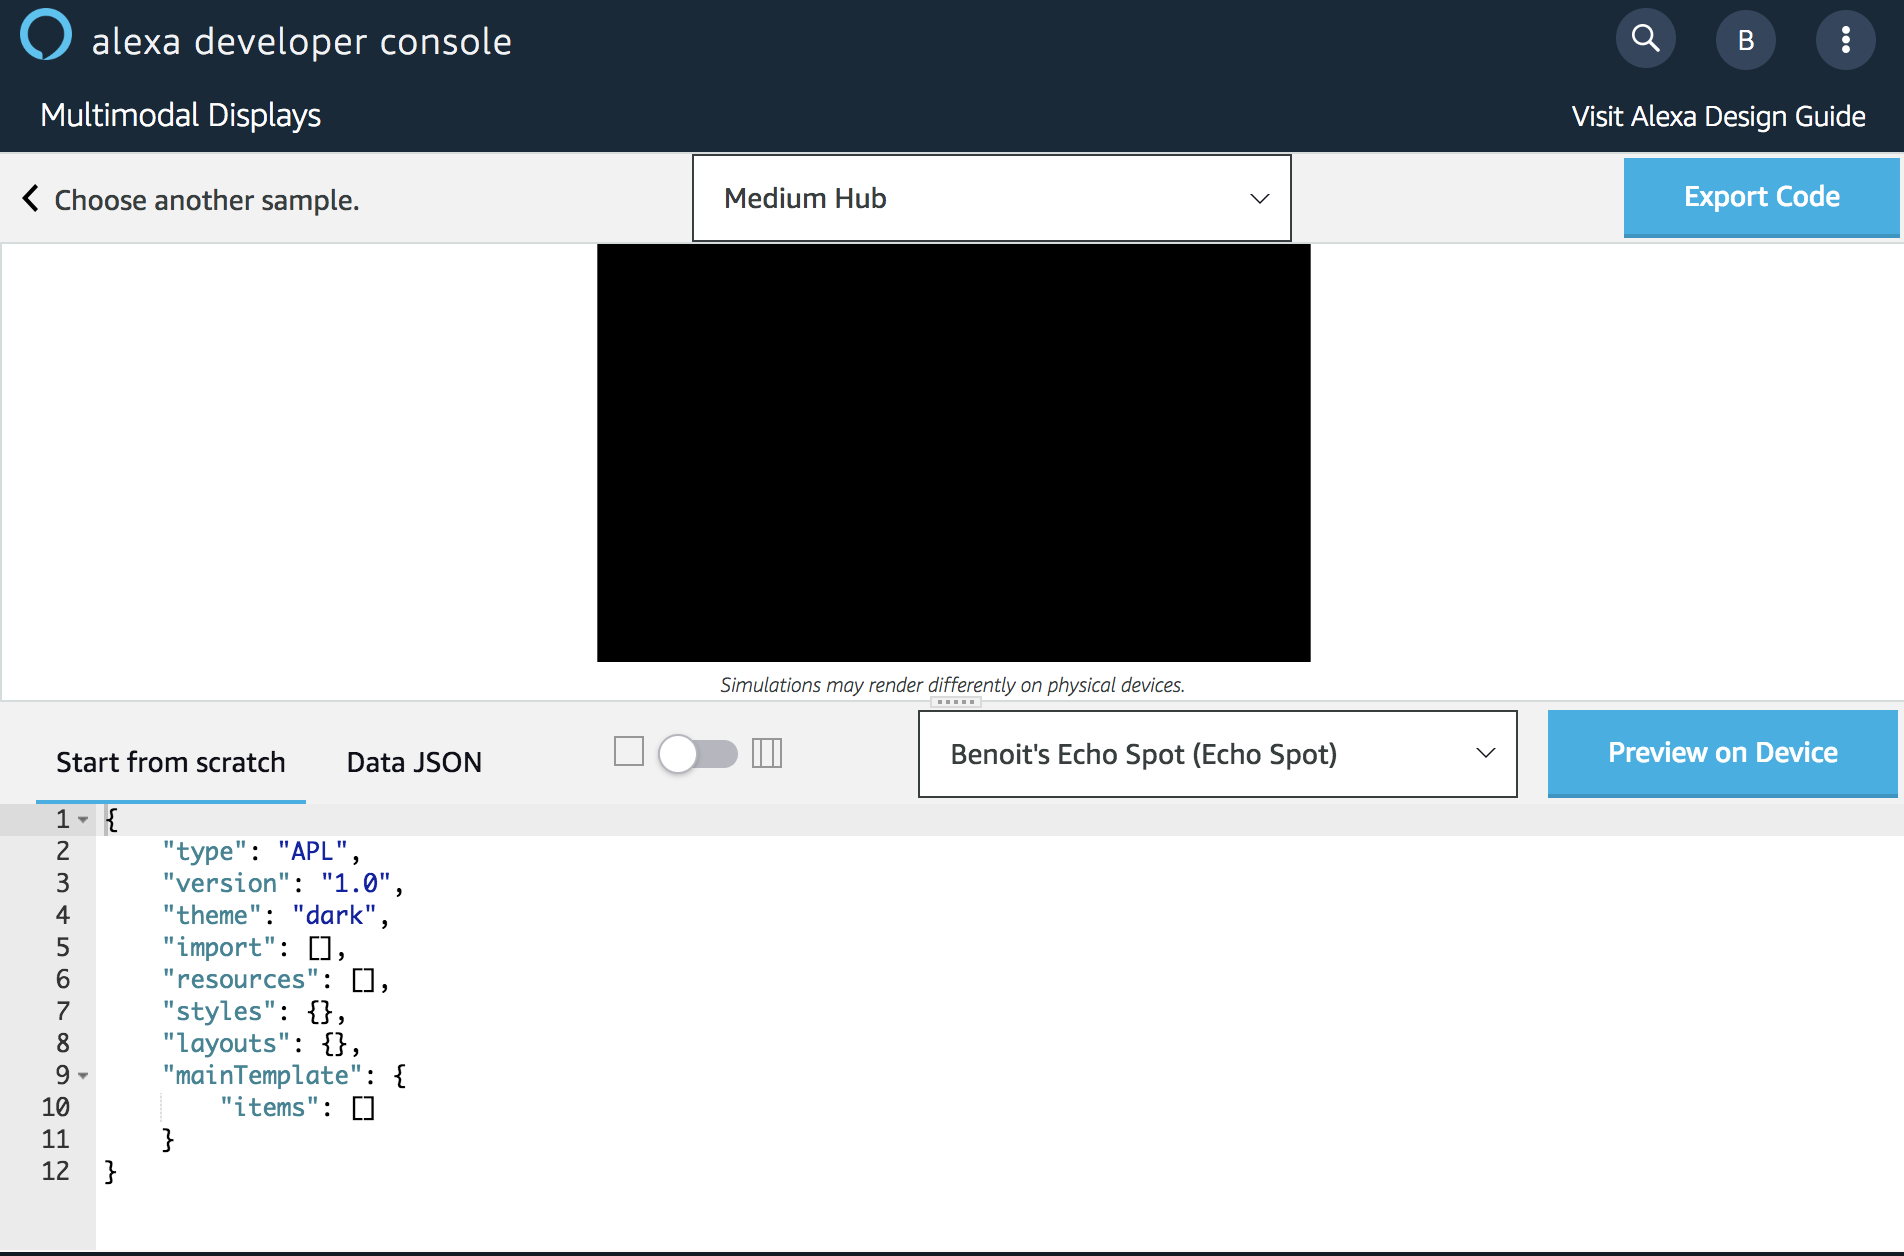 alexa developer console
B
Multimodal Displays
Visit Alexa Design Guide
Choose another sample.
Medium Hub
Export Code
Simulations may render differently on physical devices.
Start from scratch
Data JSON
Benoit's Echo Spot (Echo Spot)
Preview on Device
1 {
2 "type": "APL",
3 "version": "1.0",
4 "theme": "dark",
5 "import": [],
6 "resources": [],
7 "styles": {},
8 "layouts": {},
9 "mainTemplate": {
10 "items": []
11 }
12 }